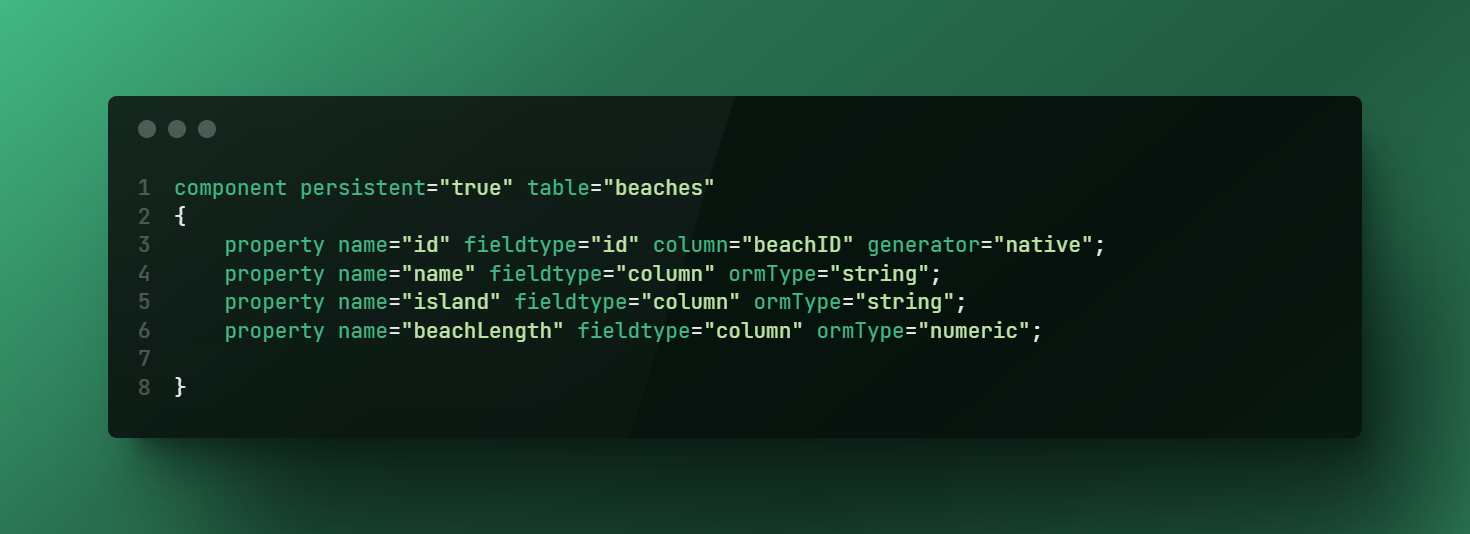 1 component persistent="true" table="beaches"
2 {
3     property name="id" fieldtype="id" column="beachID" generator="native";
4     property name="name" fieldtype="column" ormType="string";
5     property name="island" fieldtype="column" ormType="string";
6     property name="beachLength" fieldtype="column" ormType="numeric";
7
8 }